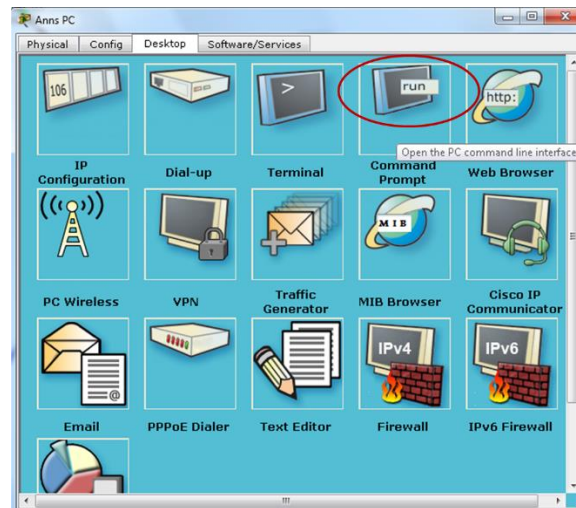 Anns PC
Physical Config Desktop Software/Services
106
>
run
http:
Open the PC command line interface
IP Configuration
Dial-up
Terminal
Command Prompt
Web Browser
MIB
PC Wireless
VPN
Traffic Generator
MIB Browser
Cisco IP Communicator
@
IPv4
IPv6
Email
PPPoE Dialer
Text Editor
Firewall
IPv6 Firewall